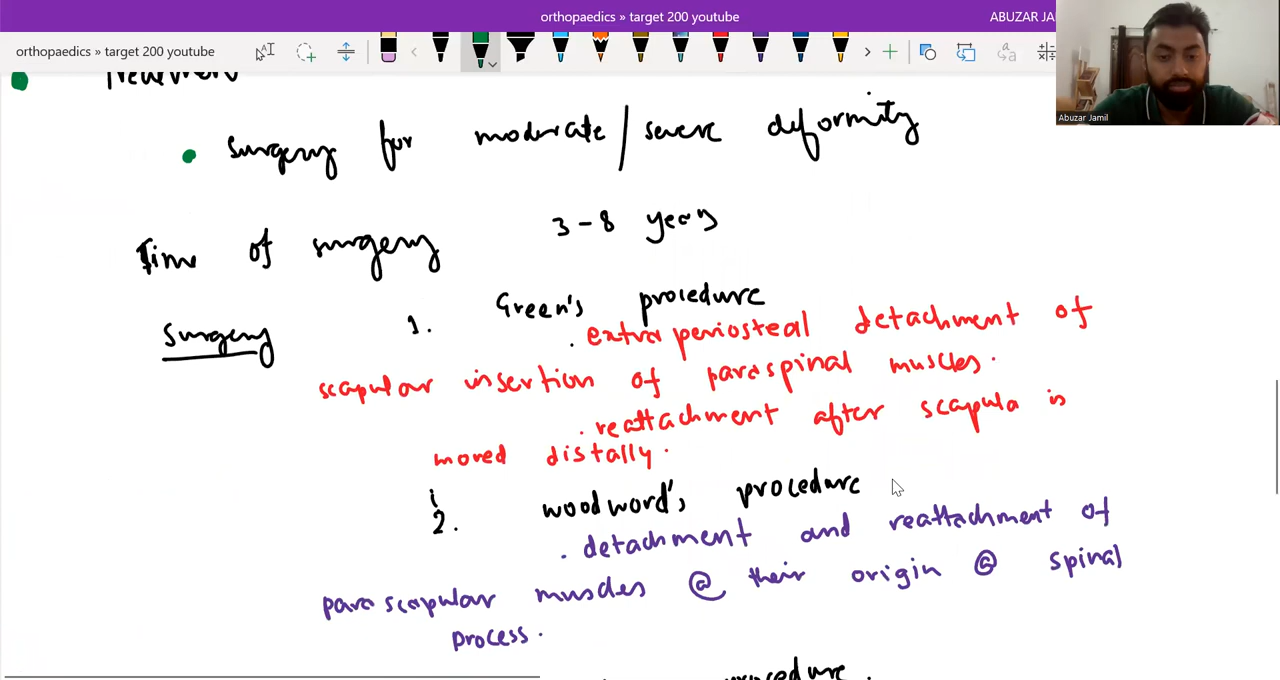 orthopaedics » target 200 youtube
ABUZAR JA
orthopaedics » target 200 youtube
Abuzar Jamil
Treatment
surgery for moderate / severe deformity
Time of surgery 3-8 years
Surgery 1. Green's procedure
. extra periosteal detachment of
scapular insertion of paraspinal muscles.
. reattachment after scapula is
moved distally.
2. woodword's procedure
. detachment and reattachment of
parascapular muscles @ their origin @ spinal
process.
procedure.